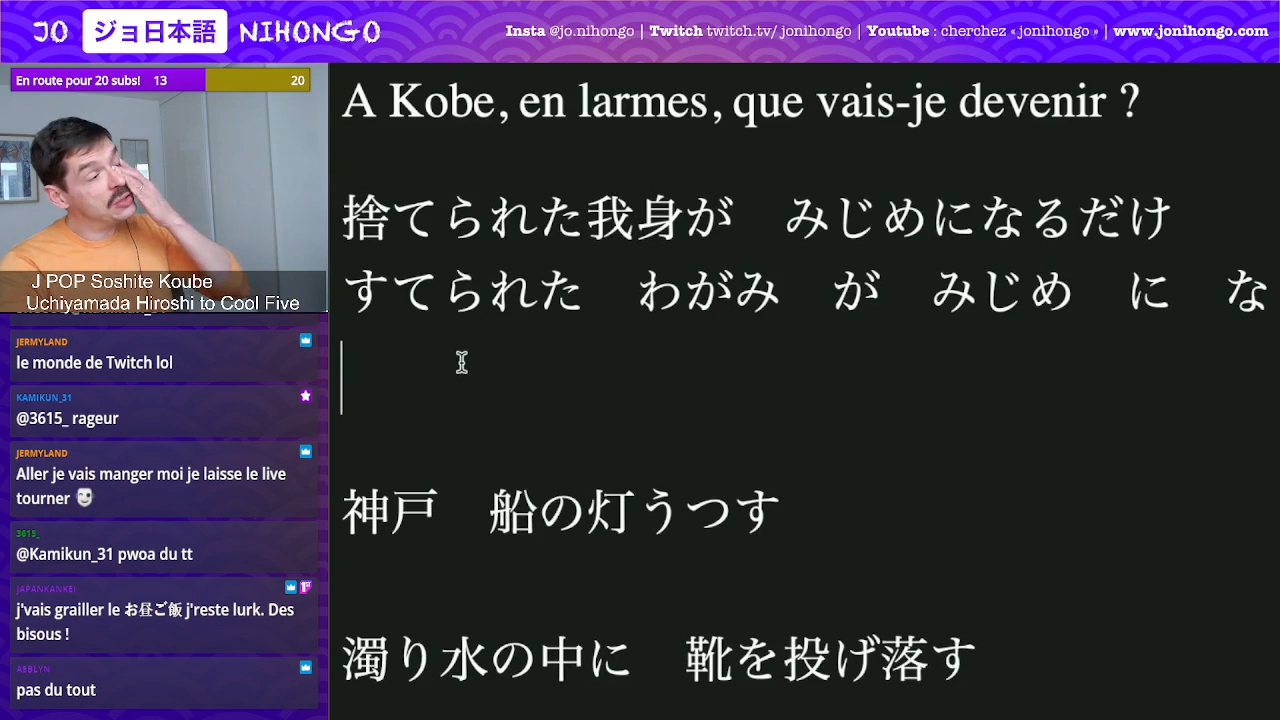 JO ジョ日本語 NIHONGO
Insta @jo.nihongo | Twitch twitch.tv/jonihongo | Youtube : cherchez « jonihongo » | www.jonihongo.com
En route pour 20 subs! 13 20
J POP Soshite Koube
Uchiyamada Hiroshi to Cool Five
JERMYLAND
le monde de Twitch lol
KAMIKUN_31
@3615_ rageur
JERMYLAND
Aller je vais manger moi je laisse le live
tourner
3615_
@Kamikun_31 pwoa du tt
JAPANKANKEI
j'vais grailler le お昼ご飯 j'reste lurk. Des
bisous !
AEBLYN
pas du tout
A Kobe, en larmes, que vais-je devenir ?
捨てられた我身が　みじめになるだけ
すてられた　わがみ　が　みじめ　に　な
神戸　船の灯うつす
濁り水の中に　靴を投げ落す